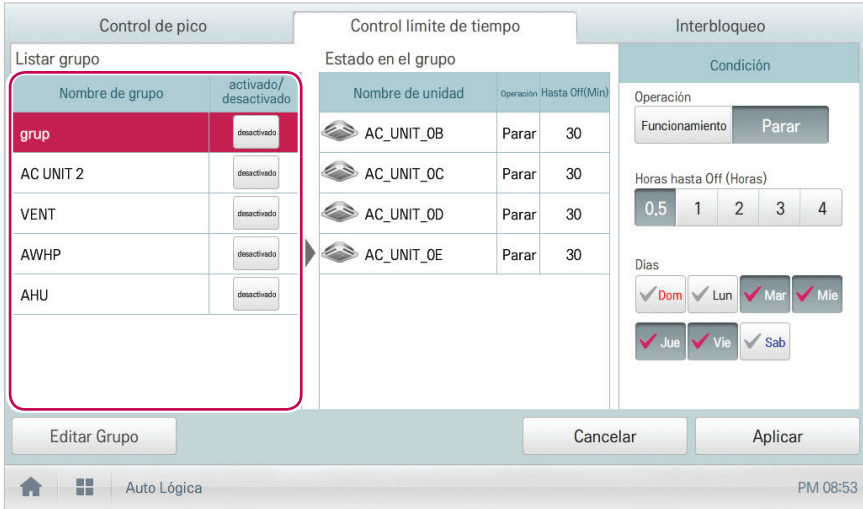 Control de pico
Control límite de tiempo
Interbloqueo
Listar grupo
Nombre de grupo
activado/
desactivado
grup
desactivado
AC UNIT 2
desactivado
VENT
desactivado
AWHP
desactivado
AHU
desactivado
Estado en el grupo
Nombre de unidad
Operación
Hasta Off(Min)
AC_UNIT_0B
Parar
30
AC_UNIT_0C
Parar
30
AC_UNIT_0D
Parar
30
AC_UNIT_0E
Parar
30
Condición
Operación
Funcionamiento
Parar
Horas hasta Off (Horas)
0.5
1
2
3
4
Días
Dom
Lun
Mar
Mie
Jue
Vie
Sab
Editar Grupo
Cancelar
Aplicar
Auto Lógica
PM 08:53